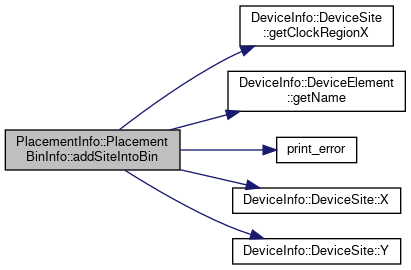 DeviceInfo::DeviceSite
::getClockRegionX
DeviceInfo::DeviceElement
::getName
PlacementInfo::Placement
BinInfo::addSiteIntoBin
print_error
DeviceInfo::DeviceSite::X
DeviceInfo::DeviceSite::Y